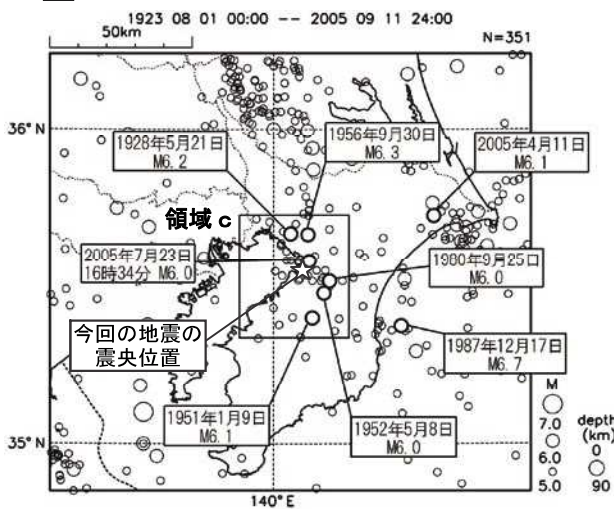 1923 08 01 00:00 -- 2005 09 11 24:00
50km
N=351
36°N
1928年5月21日
M6.2
1956年9月30日
M6.3
2005年4月11日
M6.1
領域c
2005年7月23日
16時34分 M6.0
1980年9月25日
M6.0
今回の地震の
震央位置
1987年12月17日
M6.7
1951年1月9日
M6.1
1952年5月8日
M6.0
35°N
140°E
M
7.0
6.0
5.0
depth
(km)
0
90